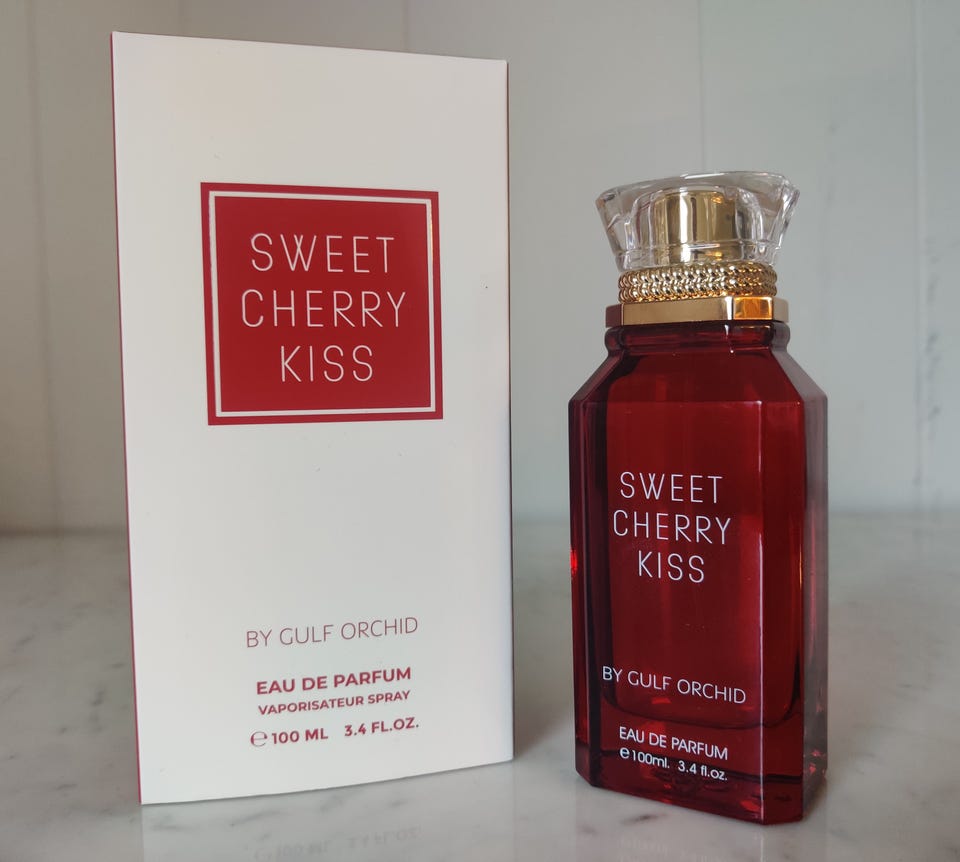 SWEET
CHERRY
KISS
BY GULF ORCHID
EAU DE PARFUM
VAPORISATEUR SPRAY
℮ 100 ML 3.4 FL.OZ.
SWEET
CHERRY
KISS
BY GULF ORCHID
EAU DE PARFUM
℮100ml. 3.4 fl.oz.